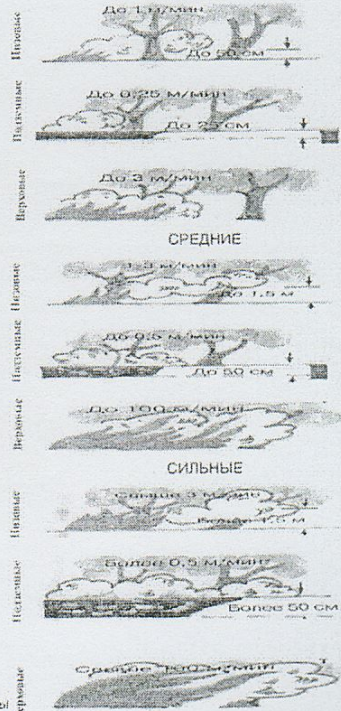 Низовые
До 1 м/мин
До 50 см
Подземные
До 0,25 м/мин
До 25 см
Верховые
До 3 м/мин
СРЕДНИЕ
Низовые
1-3 м/мин
До 1,5 м
Подземные
До 0,5 м/мин
До 50 см
Верховые
До 100 м/мин
СИЛЬНЫЕ
Низовые
Свыше 3 м/мин
Более 1,5 м
Подземные
Более 0,5 м/мин
Более 50 см
Верховые
Свыше 100 м/мин